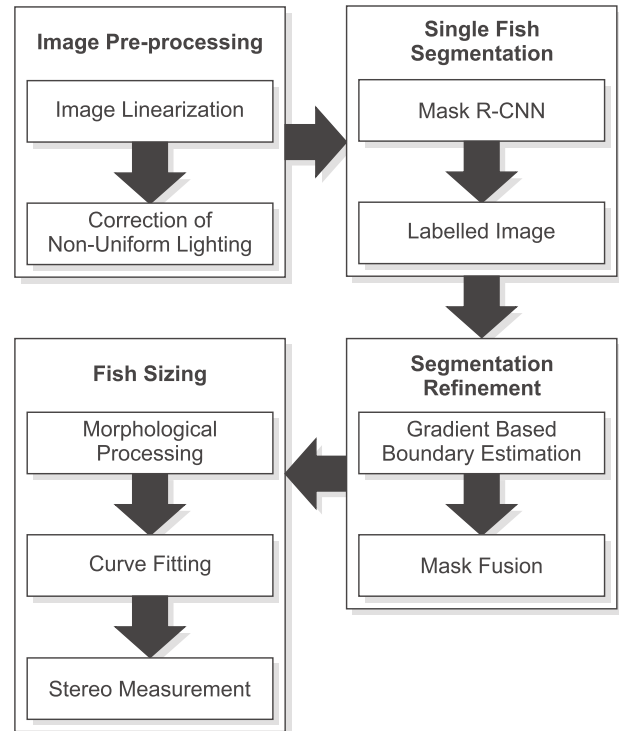 Image Pre-processing
Image Linearization
Correction of
Non-Uniform Lighting
Single Fish
Segmentation
Mask R-CNN
Labelled Image
Segmentation
Refinement
Gradient Based
Boundary Estimation
Mask Fusion
Fish Sizing
Morphological
Processing
Curve Fitting
Stereo Measurement